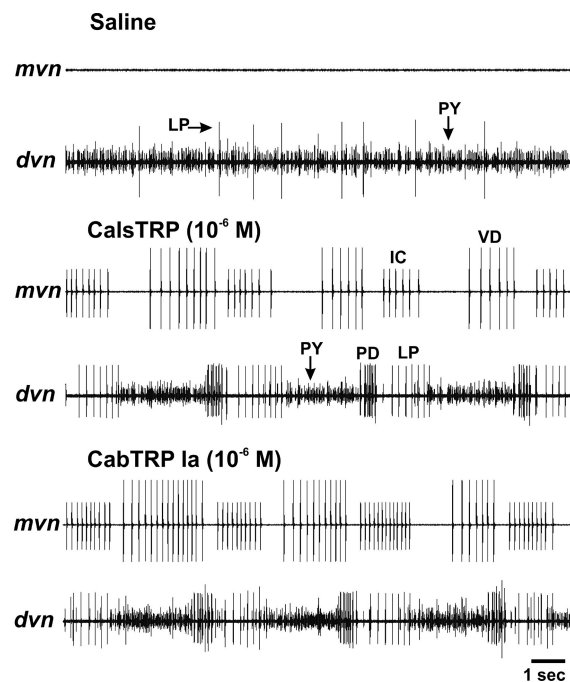 Saline
mvn
LP
PY
dvn
CalsTRP (10-6 M)
mvn
IC
VD
dvn
PY
PD
LP
CabTRP Ia (10-6 M)
mvn
dvn
1 sec